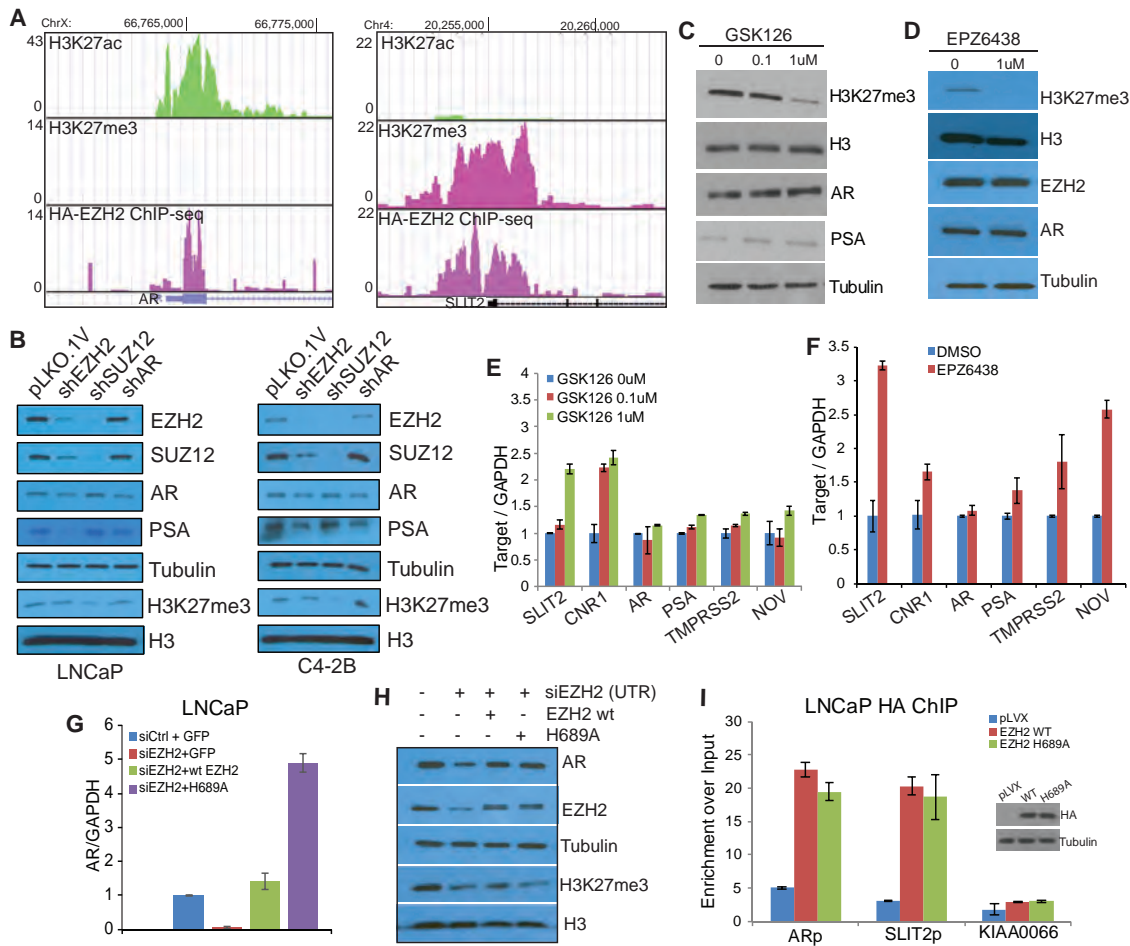 A
ChrX: 66,765,000 66,775,000
43
H3K27ac
0
14
H3K27me3
0
14
HA-EZH2 ChIP-seq
0
AR
Chr4: 20,255,000 20,260,000
22
H3K27ac
0
22
H3K27me3
0
22
HA-EZH2 ChIP-seq
0
SLIT2
C
GSK126
0 0.1 1uM
H3K27me3
H3
AR
PSA
Tubulin
D
EPZ6438
0 1uM
H3K27me3
H3
EZH2
AR
Tubulin
B
pLKO.1V
shEZH2
shSUZ12
shAR
EZH2
SUZ12
AR
PSA
Tubulin
H3K27me3
H3
LNCaP
pLKO.1V
shEZH2
shSUZ12
shAR
EZH2
SUZ12
AR
PSA
Tubulin
H3K27me3
H3
C4-2B
E
GSK126 0uM
GSK126 0.1uM
GSK126 1uM
Target / GAPDH
4
3.5
3
2.5
2
1.5
1
0.5
0
SLIT2
CNR1
AR
PSA
TMPRSS2
NOV
F
DMSO
EPZ6438
Target / GAPDH
3.5
3
2.5
2
1.5
1
0.5
0
SLIT2
CNR1
AR
PSA
TMPRSS2
NOV
G
LNCaP
siCtrl + GFP
siEZH2+GFP
siEZH2+wt EZH2
siEZH2+H689A
AR/GAPDH
6
5
4
3
2
1
0
H
- + + + siEZH2 (UTR)
- - + - EZH2 wt
- - - + H689A
AR
EZH2
Tubulin
H3K27me3
H3
I
LNCaP HA ChIP
pLVX
EZH2 WT
EZH2 H689A
Enrichment over Input
30
25
20
15
10
5
0
ARp
SLIT2p
KIAA0066
pLVX
WT
H689A
HA
Tubulin